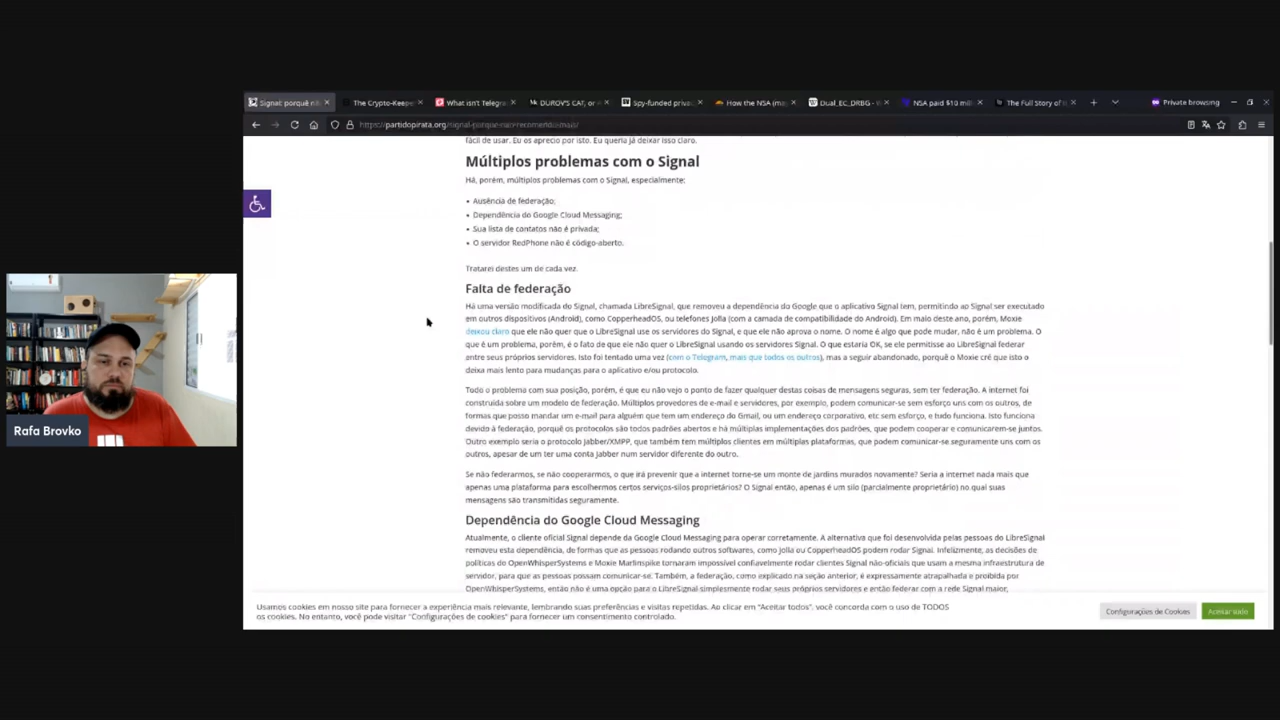 Signal: porquê nã
The Crypto-Keepe
What isn't Telegra
DUROV'S CAT, or
Spy-funded priva
How the NSA (m
Dual_EC_DRBG - W
NSA paid $10 mil
The Full Story of
Private browsing
https://partidopirata.org/signal-porque-nao-recomendo-mais/
fácil de usar. Eu os aprecio por isto. Eu queria já deixar isso claro.
Múltiplos problemas com o Signal
Há, porém, múltiplos problemas com o Signal, especialmente:
• Ausência de federação;
• Dependência do Google Cloud Messaging;
• Sua lista de contatos não é privada;
• O servidor RedPhone não é código-aberto.
Tratarei destes um de cada vez.
Falta de federação
Há uma versão modificada do Signal, chamada LibreSignal, que removeu a dependência do Google que o aplicativo Signal tem, permitindo ao Signal ser executado
em outros dispositivos (Android), como CopperheadOS, ou telefones Jolla (com a camada de compatibilidade do Android). Em maio deste ano, porém, Moxie
deixou claro que ele não quer que o LibreSignal use os servidores do Signal, e que ele não aprova o nome. O nome é algo que pode mudar, não é um problema. O
que é um problema, porém, é o fato de que ele não quer o LibreSignal usando os servidores do Signal. O que estaria OK, se ele permitisse ao LibreSignal federar
entre seus próprios servidores. Isto foi tentado uma vez (com o Telegram, mais que todos os outros), mas a seguir abandonado, porquê o Moxie crê que isto o
deixa mais lento para mudanças para o aplicativo e/ou protocolo.
Todo o problema com sua posição, porém, é que eu não vejo o ponto de fazer qualquer destas coisas de mensagens seguras, sem ter federação. A internet foi
construída sobre um modelo de federação. Múltiplos provedores de e-mail e servidores, por exemplo, podem comunicar-se sem esforço uns com os outros, de
formas que posso mandar um e-mail para alguém que tem um endereço do Gmail, ou um endereço corporativo, etc sem esforço, e tudo funciona. Isto funciona
devido à federação, porquê os protocolos são todos padrões abertos e há múltiplas implementações dos padrões, que podem cooperar e comunicarem-se juntos.
Outro exemplo seria o protocolo Jabber/XMPP, que também tem múltiplos clientes em múltiplas plataformas, que podem comunicar-se seguramente uns com os
outros, apesar de um ter uma conta Jabber num servidor diferente do outro.
Se não federarmos, se não cooperarmos, o que irá prevenir que a internet torne-se um monte de jardins murados novamente? Seria a internet nada mais que
apenas uma plataforma para escolhermos certos serviços-silos proprietários? O Signal então, apenas é um silo (parcialmente proprietário) no qual suas
mensagens são transmitidas seguramente.
Dependência do Google Cloud Messaging
Atualmente, o cliente oficial Signal depende da Google Cloud Messaging para operar corretamente. A alternativa que foi desenvolvida pelas pessoas do LibreSignal
removeu esta dependência, de formas que as pessoas rodando outros softwares, como Jolla ou CopperheadOS podem rodar Signal. Infelizmente, as decisões de
políticas do OpenWhisperSystems e Moxie Marlinspike tornaram impossível confiavelmente rodar clientes Signal não-oficiais que usam a mesma infraestrutura de
servidor, para que as pessoas possam comunicar-se. Também, a federação, como explicado na seção anterior, é expressamente atrapalhada e proibida por
OpenWhisperSystems, então não é uma opção para o LibreSignal simplesmente rodar seus próprios servidores e então federar com a rede Signal maior,
Usamos cookies em nosso site para fornecer a experiência mais relevante, lembrando suas preferências e visitas repetidas. Ao clicar em "Aceitar todos", você concorda com o uso de TODOS
os cookies. No entanto, você pode visitar "Configurações de cookies" para fornecer um consentimento controlado.
Configurações de Cookies
Aceitar tudo
Rafa Brovko